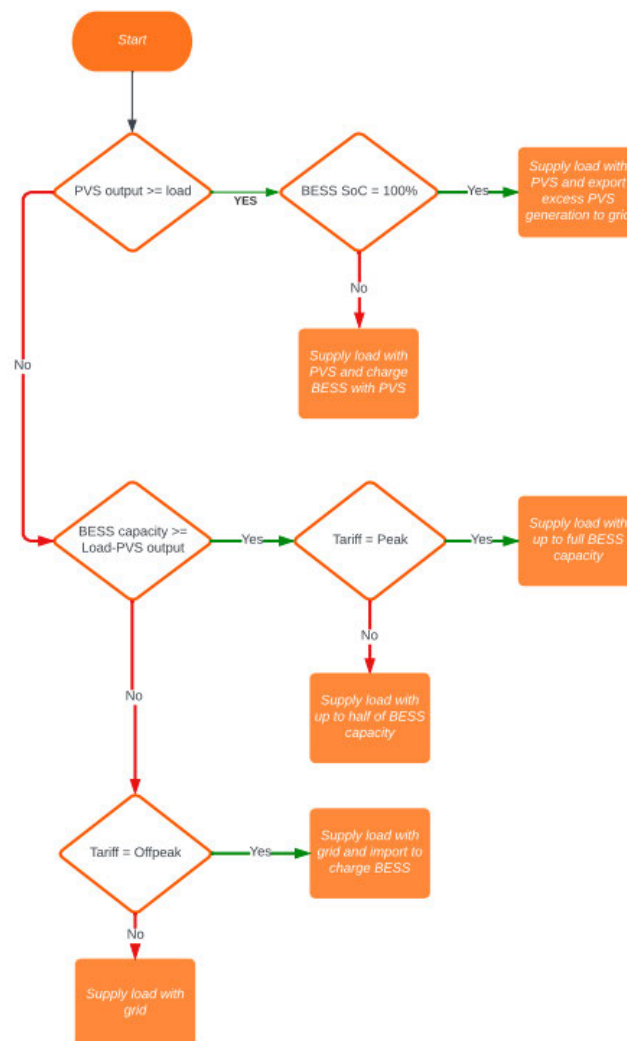 Start
PVS output >= load
YES
BESS SoC = 100%
Yes
Supply load with
PVS and export
excess PVS
generation to grid
No
Supply load with
PVS and charge
BESS with PVS
No
BESS capacity >=
Load-PVS output
Yes
Tariff = Peak
Yes
Supply load with
up to full BESS
capacity
No
Supply load with
up to half of BESS
capacity
No
Tariff = Offpeak
Yes
Supply load with
grid and import to
charge BESS
No
Supply load with
grid